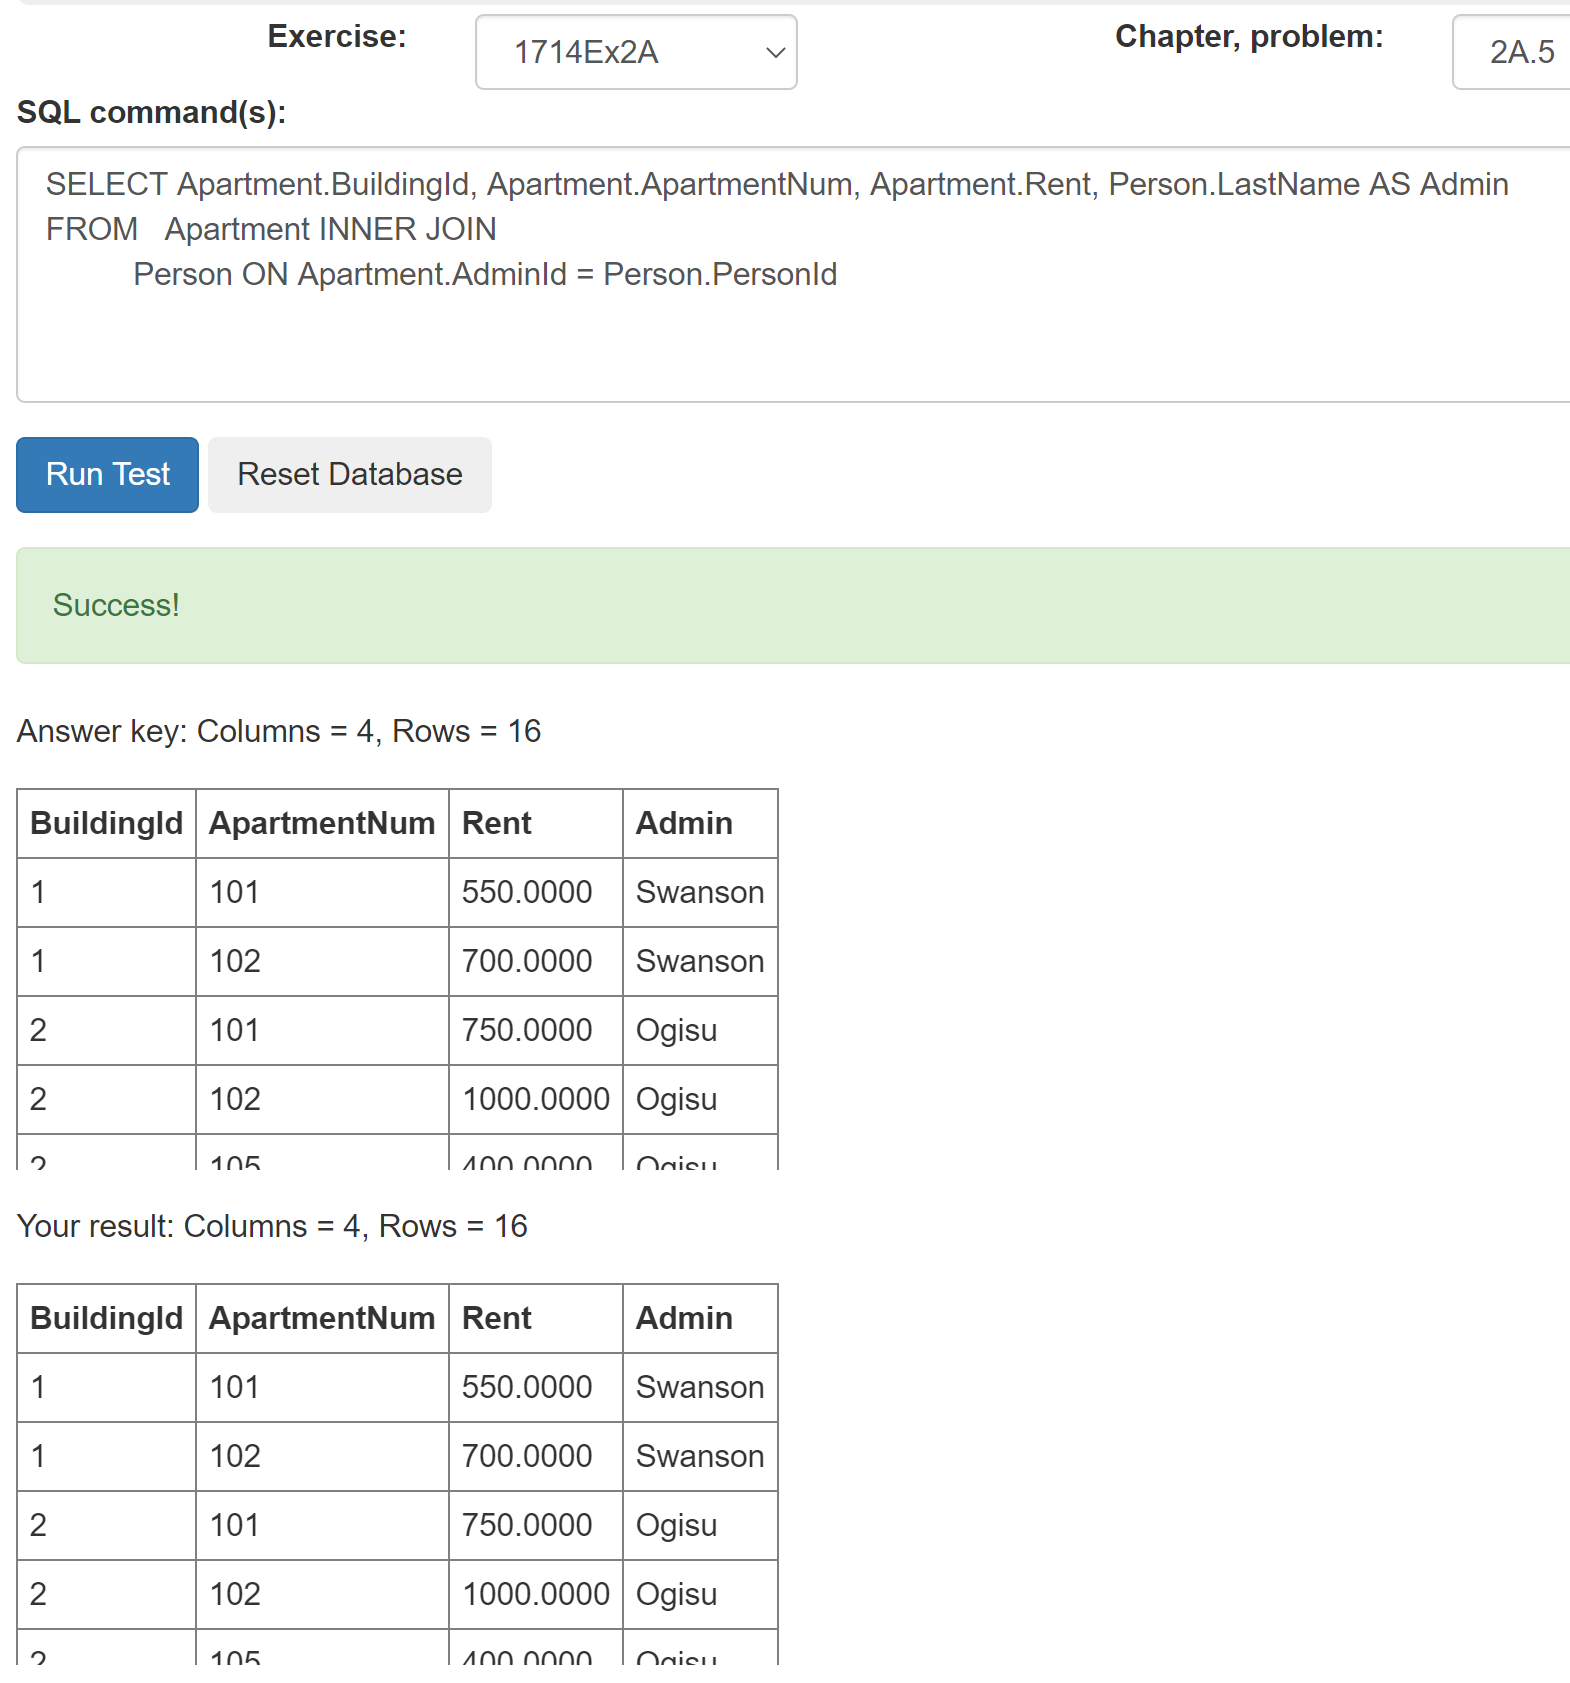 Exercise: 1714Ex2A Chapter, problem: 2A.5
SQL command(s):
SELECT Apartment.BuildingId, Apartment.ApartmentNum, Apartment.Rent, Person.LastName AS Admin
FROM Apartment INNER JOIN
Person ON Apartment.AdminId = Person.PersonId
Run Test Reset Database
Success!
Answer key: Columns = 4, Rows = 16
BuildingId ApartmentNum Rent Admin
1 101 550.0000 Swanson
1 102 700.0000 Swanson
2 101 750.0000 Ogisu
2 102 1000.0000 Ogisu
2 105 400.0000 Ogisu
Your result: Columns = 4, Rows = 16
BuildingId ApartmentNum Rent Admin
1 101 550.0000 Swanson
1 102 700.0000 Swanson
2 101 750.0000 Ogisu
2 102 1000.0000 Ogisu
2 105 400.0000 Ogisu